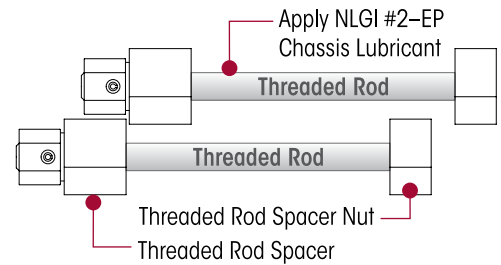 Apply NLGI #2–EP
Chassis Lubricant
Threaded Rod
Threaded Rod
Threaded Rod Spacer Nut
Threaded Rod Spacer